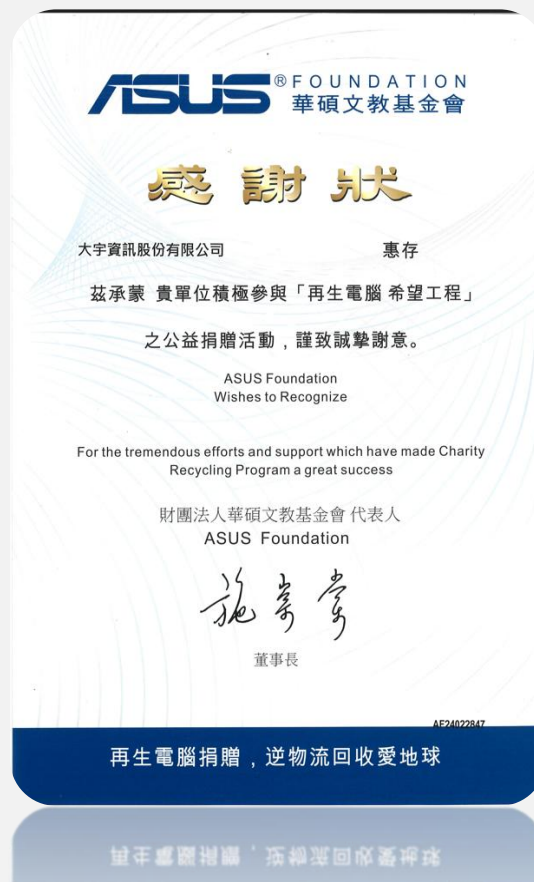 ASUS® FOUNDATION
華碩文教基金會
感謝狀
大宇資訊股份有限公司 惠存
茲承蒙 貴單位積極參與「再生電腦 希望工程」
之公益捐贈活動，謹致誠摯謝意。
ASUS Foundation
Wishes to Recognize
For the tremendous efforts and support which have made Charity
Recycling Program a great success
財團法人華碩文教基金會 代表人
ASUS Foundation
施崇棠
董事長
AF24022847
再生電腦捐贈，逆物流回收愛地球